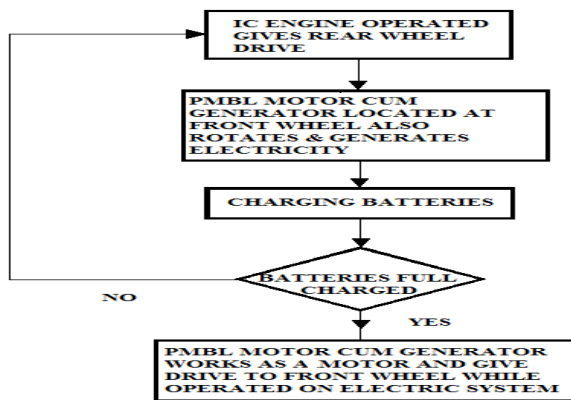 IC ENGINE OPERATED
GIVES REAR WHEEL
DRIVE
PMBL MOTOR CUM
GENERATOR LOCATED AT
FRONT WHEEL ALSO
ROTATES & GENERATES
ELECTRICITY
CHARGING BATTERIES
BATTERIES FULL
CHARGED
NO
YES
PMBL MOTOR CUM GENERATOR
WORKS AS A MOTOR AND GIVE
DRIVE TO FRONT WHEEL WHILE
OPERATED ON ELECTRIC SYSTEM